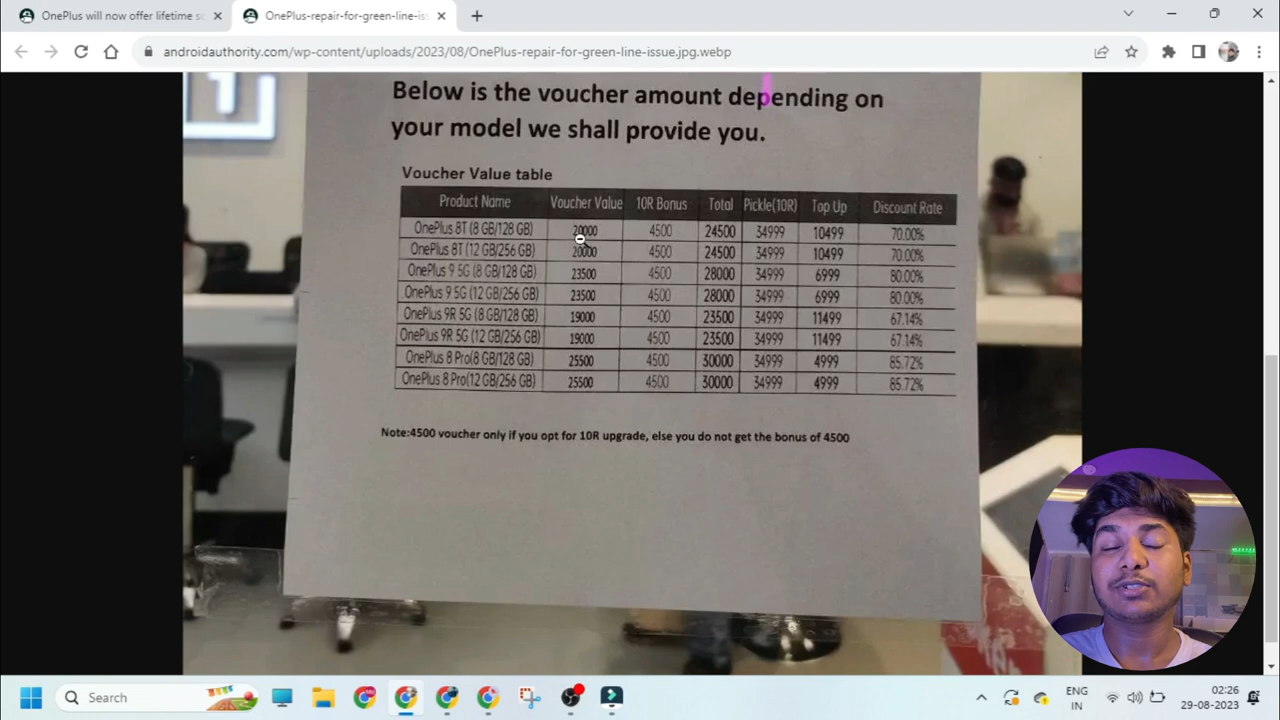 OnePlus will now offer lifetime sc
OnePlus-repair-for-green-line-iss
androidauthority.com/wp-content/uploads/2023/08/OnePlus-repair-for-green-line-issue.jpg.webp
1
Below is the voucher amount depending on
your model we shall provide you.
Voucher Value table
Product Name Voucher Value 10R Bonus Total Pickle(10R) Top Up Discount Rate
OnePlus 8T (8 GB/128 GB) 20000 4500 24500 34999 10499 70.00%
OnePlus 8T (12 GB/256 GB) 20000 4500 24500 34999 10499 70.00%
OnePlus 9 5G (8 GB/128 GB) 23500 4500 28000 34999 6999 80.00%
OnePlus 9 5G (12 GB/256 GB) 23500 4500 28000 34999 6999 80.00%
OnePlus 9R 5G (8 GB/128 GB) 19000 4500 23500 34999 11499 67.14%
OnePlus 9R 5G (12 GB/256 GB) 19000 4500 23500 34999 11499 67.14%
OnePlus 8 Pro(8 GB/128 GB) 25500 4500 30000 34999 4999 85.72%
OnePlus 8 Pro(12 GB/256 GB) 25500 4500 30000 34999 4999 85.72%
Note:4500 voucher only if you opt for 10R upgrade, else you do not get the bonus of 4500
Search
ENG
IN
02:26
29-08-2023